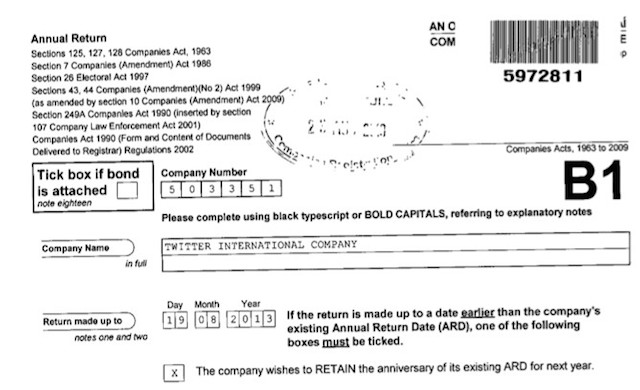 Annual Return
Sections 125, 127, 128 Companies Act, 1963
Section 7 Companies (Amendment) Act 1986
Section 26 Electoral Act 1997
Sections 43, 44 Companies (Amendment)(No 2) Act 1999
(as amended by section 10 Companies (Amendment) Act 2009)
Section 249A Companies Act 1990 (inserted by section
107 Company Law Enforcement Act 2001)
Companies Act 1990 (Form and Content of Documents
Delivered to Registrar) Regulations 2002
AN C
COM
5972811
Companies Acts, 1963 to 2009
B1
Tick box if bond
is attached
note eighteen
Company Number
5 0 3 3 5 1
Please complete using black typescript or BOLD CAPITALS, referring to explanatory notes
Company Name
in full
TWITTER INTERNATIONAL COMPANY
Return made up to
notes one and two
Day Month Year
19 08 2013
If the return is made up to a date earlier than the company's
existing Annual Return Date (ARD), one of the following
boxes must be ticked.
X The company wishes to RETAIN the anniversary of its existing ARD for next year.